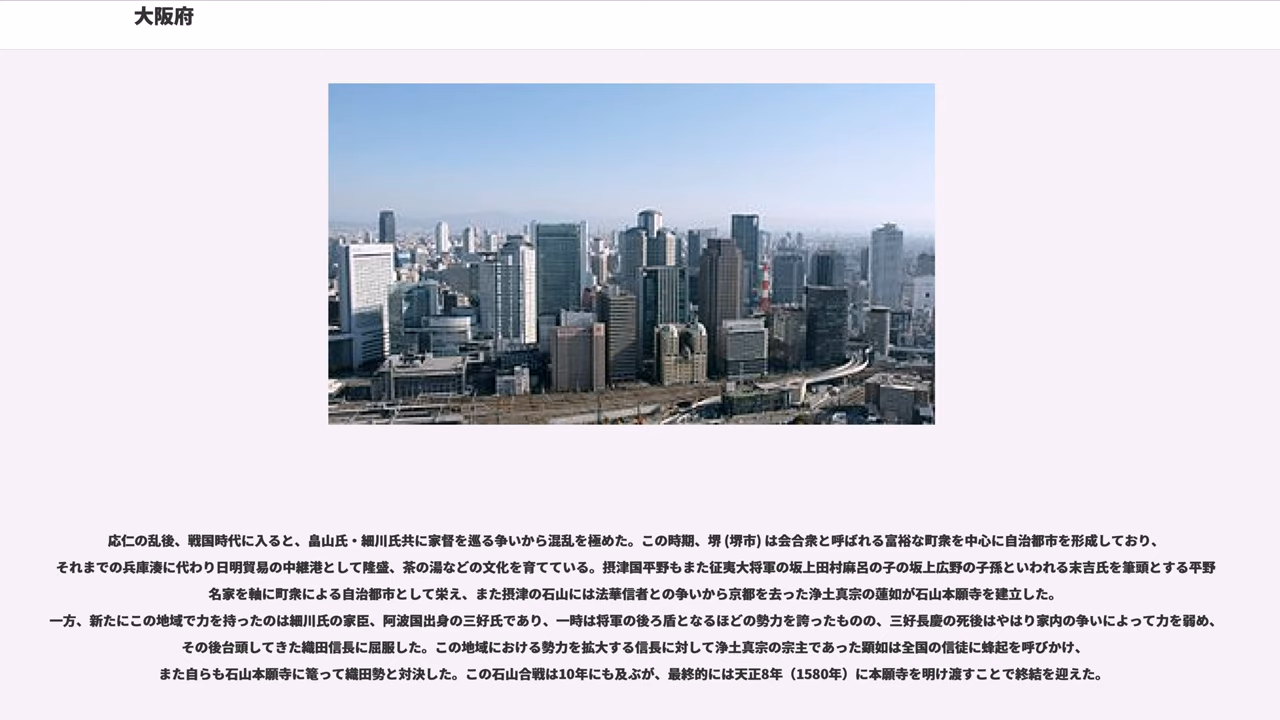 大阪府
応仁の乱後、戦国時代に入ると、畠山氏・細川氏共に家督を巡る争いから混乱を極めた。この時期、堺 (堺市) は会合衆と呼ばれる富裕な町衆を中心に自治都市を形成しており、
それまでの兵庫湊に代わり日明貿易の中継港として隆盛、茶の湯などの文化を育てている。摂津国平野もまた征夷大将軍の坂上田村麻呂の子の坂上広野の子孫といわれる末吉氏を筆頭とする平野
名家を軸に町衆による自治都市として栄え、また摂津の石山には法華信者との争いから京都を去った浄土真宗の蓮如が石山本願寺を建立した。
一方、新たにこの地域で力を持ったのは細川氏の家臣、阿波国出身の三好氏であり、一時は将軍の後ろ盾となるほどの勢力を誇ったものの、三好長慶の死後はやはり家内の争いによって力を弱め、
その後台頭してきた織田信長に屈服した。この地域における勢力を拡大する信長に対して浄土真宗の宗主であった顕如は全国の信徒に蜂起を呼びかけ、
また自らも石山本願寺に篭って織田勢と対決した。この石山合戦は10年にも及ぶが、最終的には天正8年（1580年）に本願寺を明け渡すことで終結を迎えた。